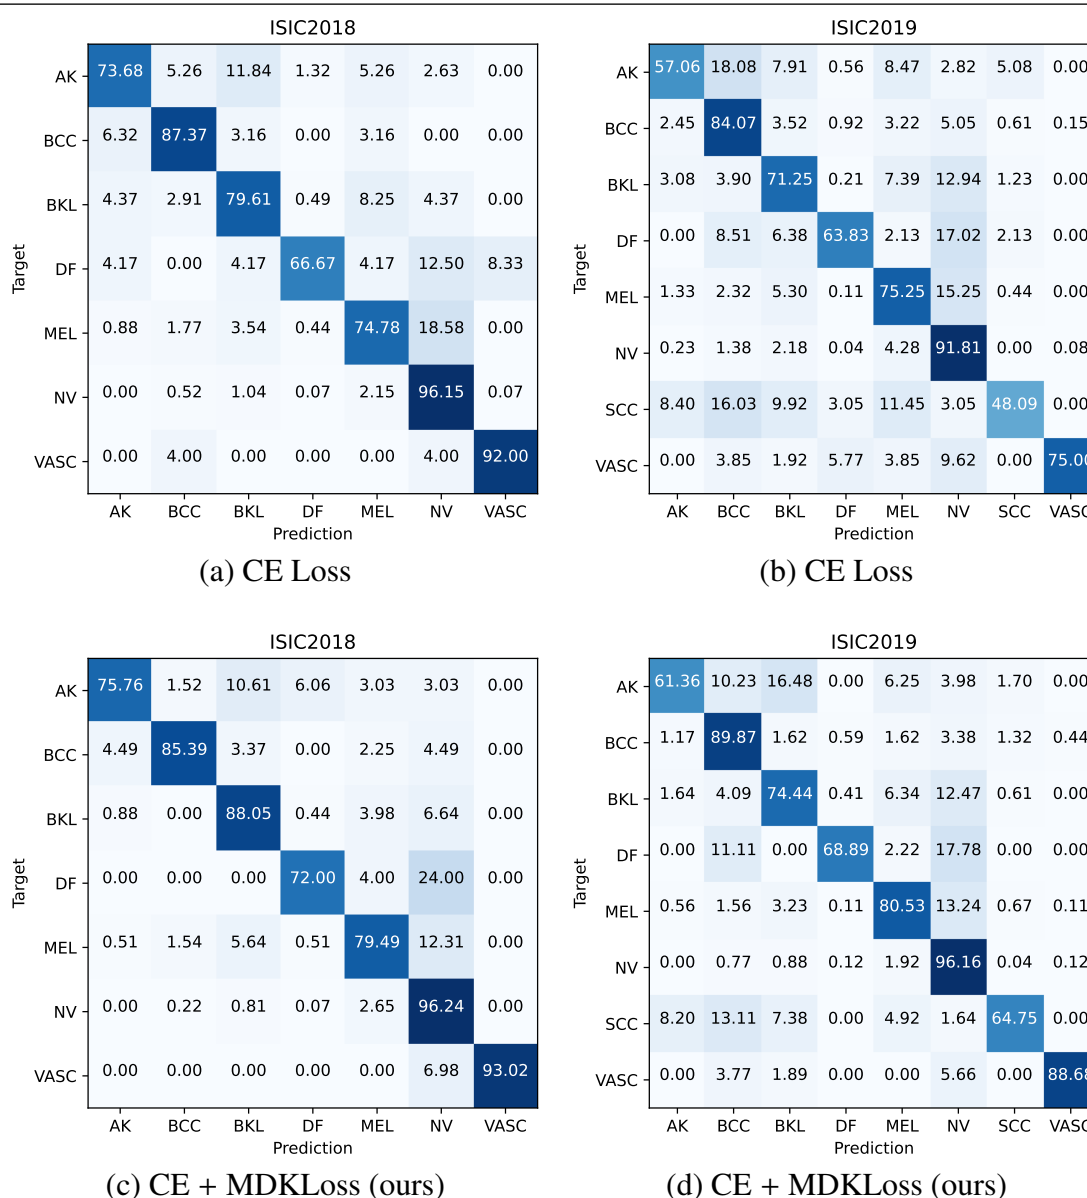 ISIC2018
AK 73.68 5.26 11.84 1.32 5.26 2.63 0.00
BCC 6.32 87.37 3.16 0.00 3.16 0.00 0.00
BKL 4.37 2.91 79.61 0.49 8.25 4.37 0.00
DF 4.17 0.00 4.17 66.67 4.17 12.50 8.33
MEL 0.88 1.77 3.54 0.44 74.78 18.58 0.00
NV 0.00 0.52 1.04 0.07 2.15 96.15 0.07
VASC 0.00 4.00 0.00 0.00 0.00 4.00 92.00
Target
AK BCC BKL DF MEL NV VASC
Prediction
(a) CE Loss
ISIC2019
AK 57.06 18.08 7.91 0.56 8.47 2.82 5.08 0.00
BCC 2.45 84.07 3.52 0.92 3.22 5.05 0.61 0.15
BKL 3.08 3.90 71.25 0.21 7.39 12.94 1.23 0.00
DF 0.00 8.51 6.38 63.83 2.13 17.02 2.13 0.00
MEL 1.33 2.32 5.30 0.11 75.25 15.25 0.44 0.00
NV 0.23 1.38 2.18 0.04 4.28 91.81 0.00 0.08
SCC 8.40 16.03 9.92 3.05 11.45 3.05 48.09 0.00
VASC 0.00 3.85 1.92 5.77 3.85 9.62 0.00 75.00
Target
AK BCC BKL DF MEL NV SCC VASC
Prediction
(b) CE Loss
ISIC2018
AK 75.76 1.52 10.61 6.06 3.03 3.03 0.00
BCC 4.49 85.39 3.37 0.00 2.25 4.49 0.00
BKL 0.88 0.00 88.05 0.44 3.98 6.64 0.00
DF 0.00 0.00 0.00 72.00 4.00 24.00 0.00
MEL 0.51 1.54 5.64 0.51 79.49 12.31 0.00
NV 0.00 0.22 0.81 0.07 2.65 96.24 0.00
VASC 0.00 0.00 0.00 0.00 0.00 6.98 93.02
Target
AK BCC BKL DF MEL NV VASC
Prediction
(c) CE + MDKLoss (ours)
ISIC2019
AK 61.36 10.23 16.48 0.00 6.25 3.98 1.70 0.00
BCC 1.17 89.87 1.62 0.59 1.62 3.38 1.32 0.44
BKL 1.64 4.09 74.44 0.41 6.34 12.47 0.61 0.00
DF 0.00 11.11 0.00 68.89 2.22 17.78 0.00 0.00
MEL 0.56 1.56 3.23 0.11 80.53 13.24 0.67 0.11
NV 0.00 0.77 0.88 0.12 1.92 96.16 0.04 0.12
SCC 8.20 13.11 7.38 0.00 4.92 1.64 64.75 0.00
VASC 0.00 3.77 1.89 0.00 0.00 5.66 0.00 88.68
Target
AK BCC BKL DF MEL NV SCC VASC
Prediction
(d) CE + MDKLoss (ours)